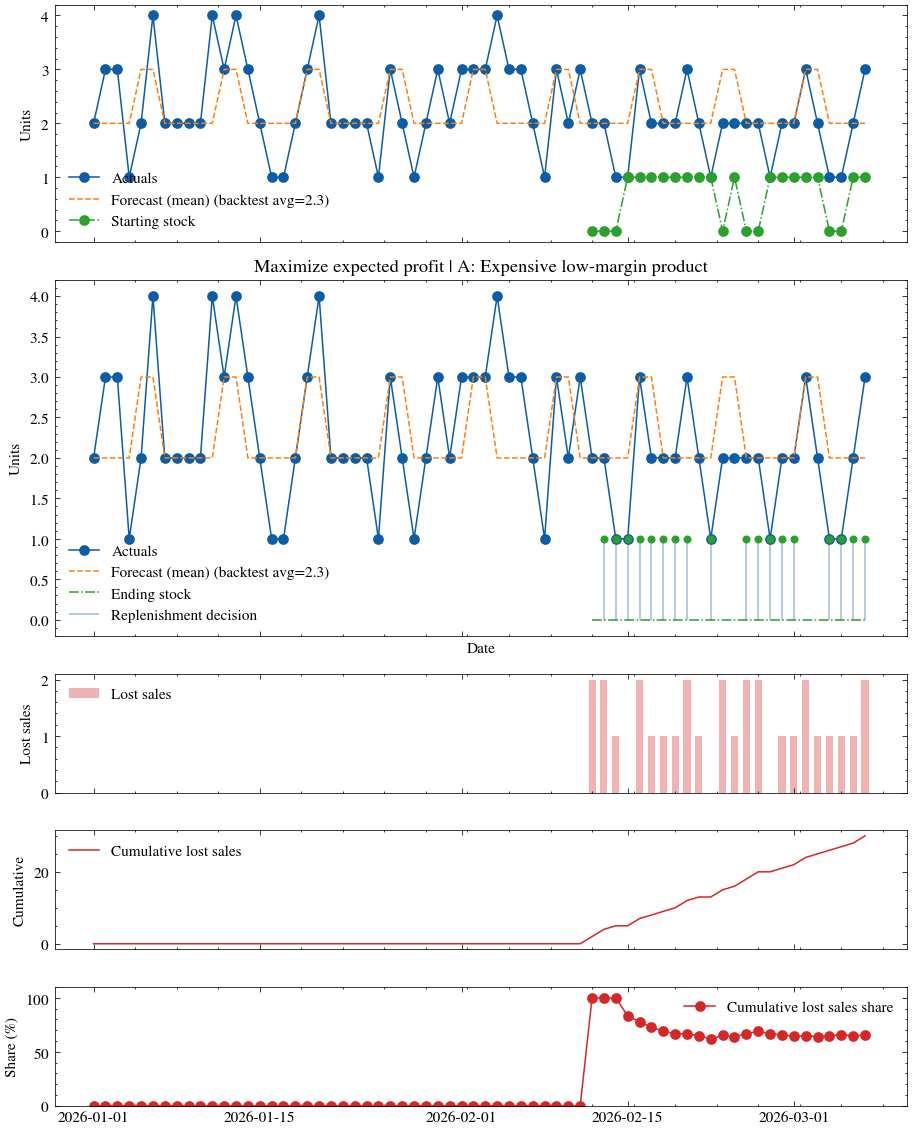 4
3
2
1
0
Units
Actuals
Forecast (mean) (backtest avg=2.3)
Starting stock
Maximize expected profit | A: Expensive low-margin product
4.0
3.5
3.0
2.5
2.0
1.5
1.0
0.5
0.0
Units
Actuals
Forecast (mean) (backtest avg=2.3)
Ending stock
Replenishment decision
Date
2
1
0
Lost sales
Lost sales
20
0
Cumulative
Cumulative lost sales
100
50
0
Share (%)
Cumulative lost sales share
2026-01-01 2026-01-15 2026-02-01 2026-02-15 2026-03-01